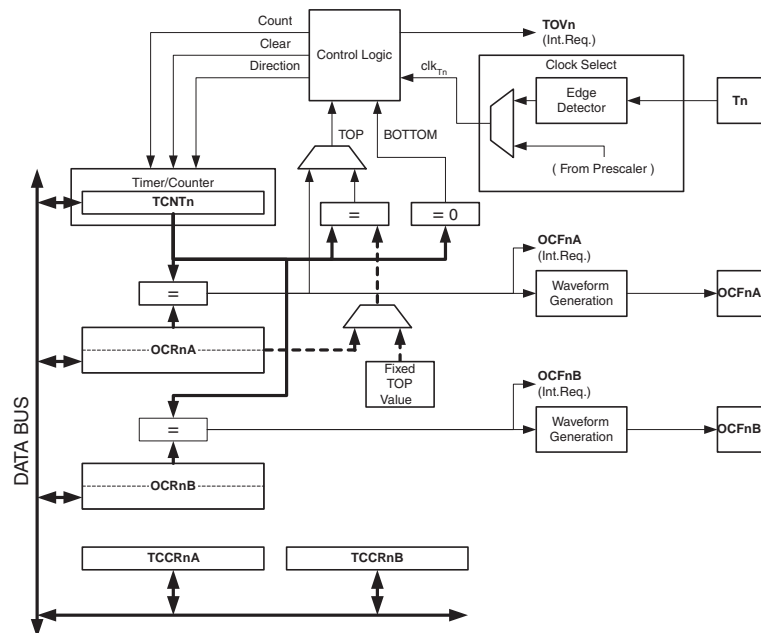 Count
Clear
Direction
Control Logic
TOVn
(Int.Req.)
clkTn
Clock Select
Edge
Detector
Tn
( From Prescaler )
TOP
BOTTOM
Timer/Counter
TCNTn
=
= 0
OCFnA
(Int.Req.)
=
Waveform
Generation
OCFnA
OCRnA
Fixed
TOP
Value
OCFnB
(Int.Req.)
=
Waveform
Generation
OCFnB
OCRnB
DATA BUS
TCCRnA
TCCRnB